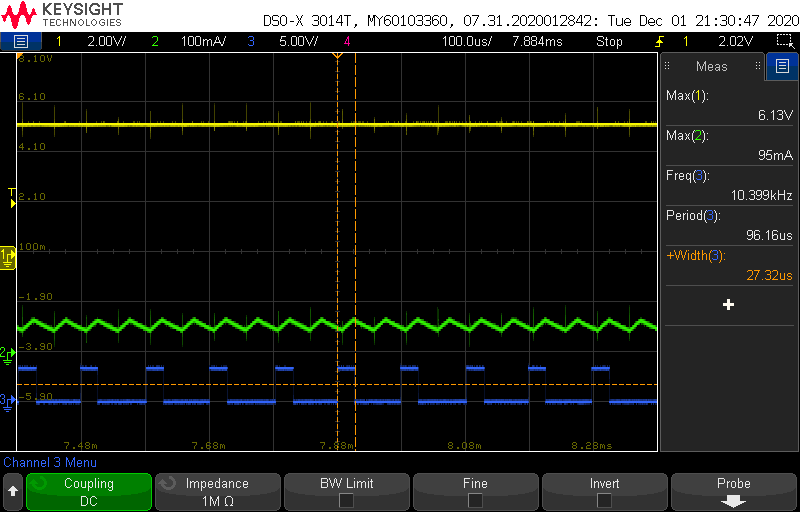 KEYSIGHT
TECHNOLOGIES
DSO-X 3014T, MY60103360, 07.31.2020012842: Tue Dec 01 21:30:47 2020
1 2.00V/ 2 100mA/ 3 5.00V/ 4 100.0us/ 7.884ms Stop 1 2.02V
8.10V
6.10
4.10
T
2.10
1
100m
-1.90
2
-3.90
3
-5.90
7.48m 7.68m 7.88m 8.08m 8.28ms
Meas
Max(1):
6.13V
Max(2):
95mA
Freq(3):
10.399kHz
Period(3):
96.16us
+Width(3):
27.32us
Channel 3 Menu
Coupling
DC
Impedance
1M Ω
BW Limit
Fine
Invert
Probe